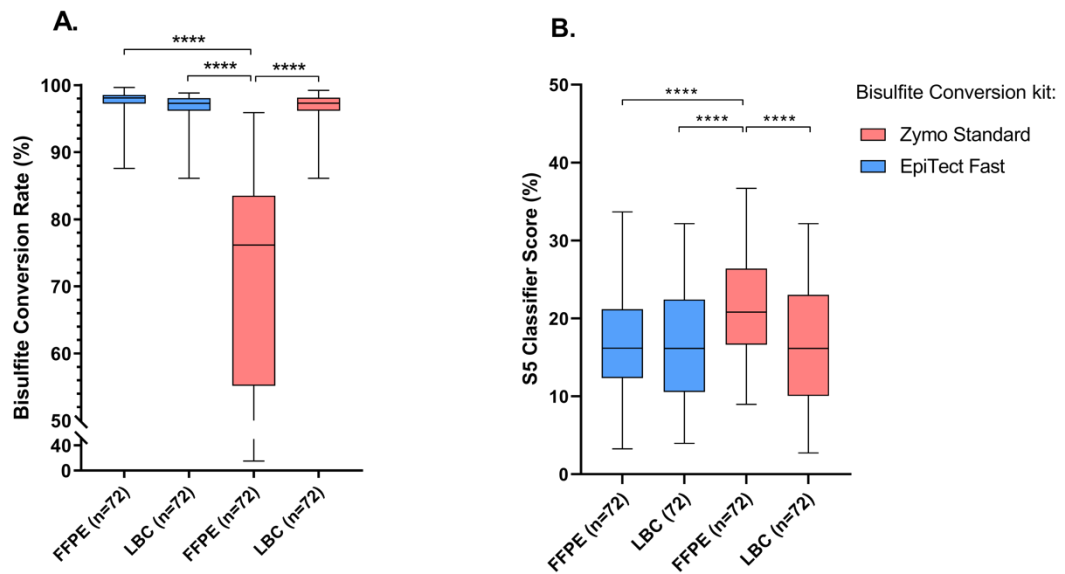 A.
****
**** ****
100
90
80
70
60
50
40
0
Bisulfite Conversion Rate (%)
FFPE (n=72)
LBC (n=72)
FFPE (n=72)
LBC (n=72)
B.
****
**** ****
50
40
30
20
10
0
S5 Classifier Score (%)
FFPE (n=72)
LBC (72)
FFPE (n=72)
LBC (n=72)
Bisulfite Conversion kit:
Zymo Standard
EpiTect Fast